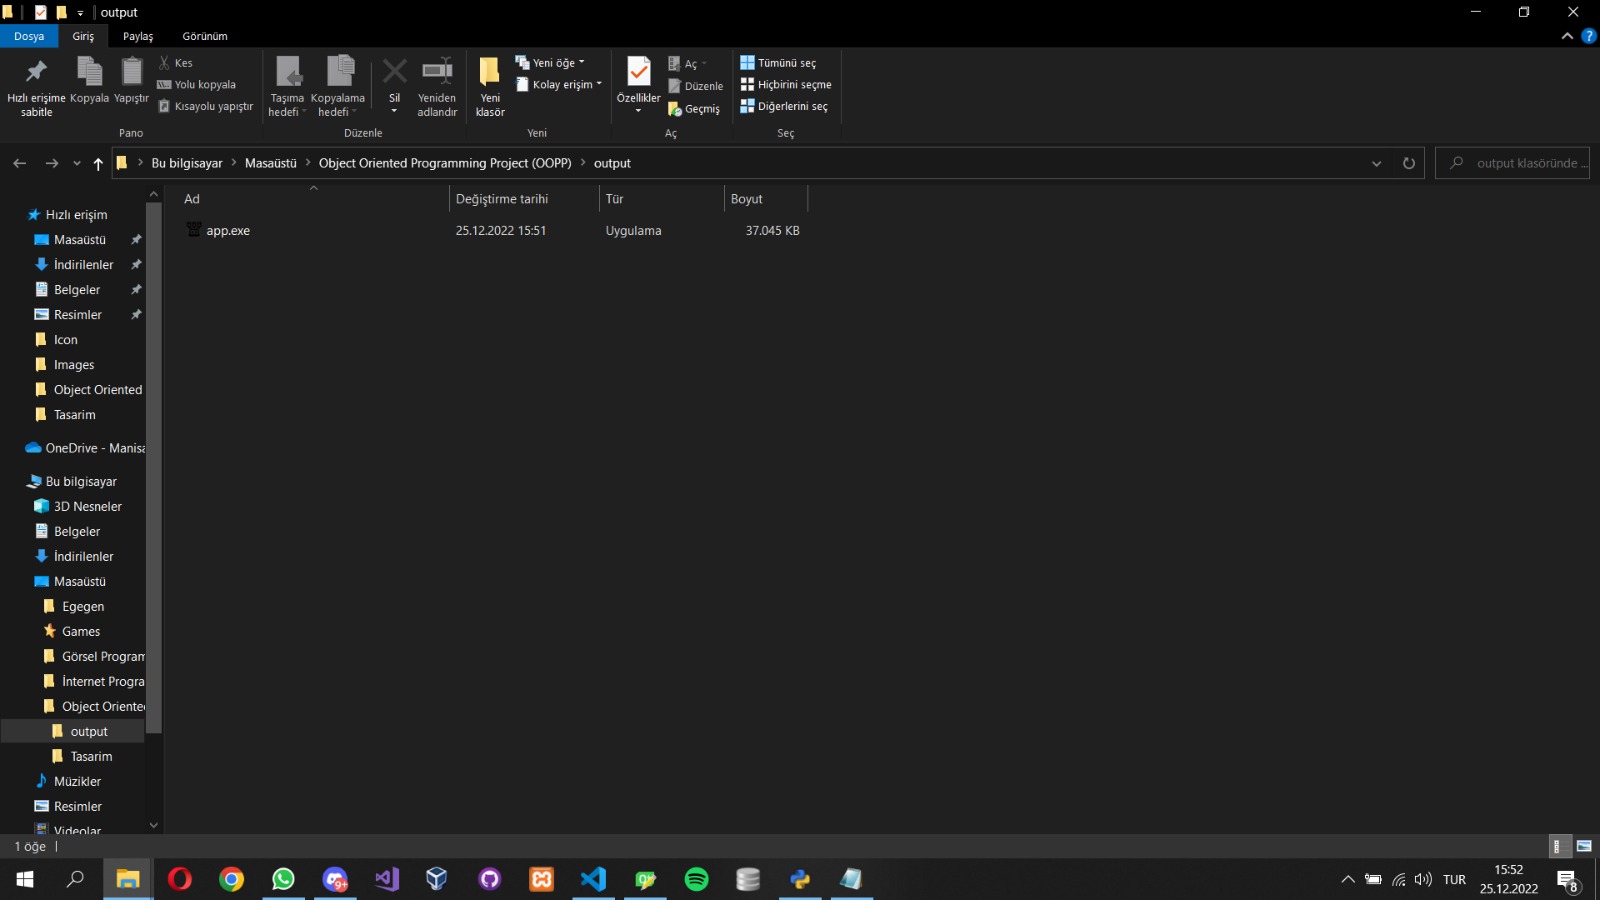 output
Dosya Giriş Paylaş Görünüm
Hızlı erişime sabitle
Kopyala
Yapıştır
Kes
Yolu kopyala
Kısayolu yapıştır
Pano
Taşıma hedefi
Kopyalama hedefi
Sil
Yeniden adlandır
Düzenle
Yeni klasör
Yeni öğe
Kolay erişim
Yeni
Özellikler
Aç
Düzenle
Geçmiş
Aç
Tümünü seç
Hiçbirini seçme
Diğerlerini seç
Seç
Bu bilgisayar > Masaüstü > Object Oriented Programming Project (OOPP) > output
output klasöründe ...
Ad Değiştirme tarihi Tür Boyut
app.exe 25.12.2022 15:51 Uygulama 37.045 KB
Hızlı erişim
Masaüstü
İndirilenler
Belgeler
Resimler
Icon
Images
Object Oriented
Tasarim
OneDrive - Manisa
Bu bilgisayar
3D Nesneler
Belgeler
İndirilenler
Masaüstü
Egegen
Games
Görsel Program
İnternet Progra
Object Oriented
output
Tasarim
Müzikler
Resimler
Videolar
1 öğe
9+
TUR
15:52
25.12.2022
8